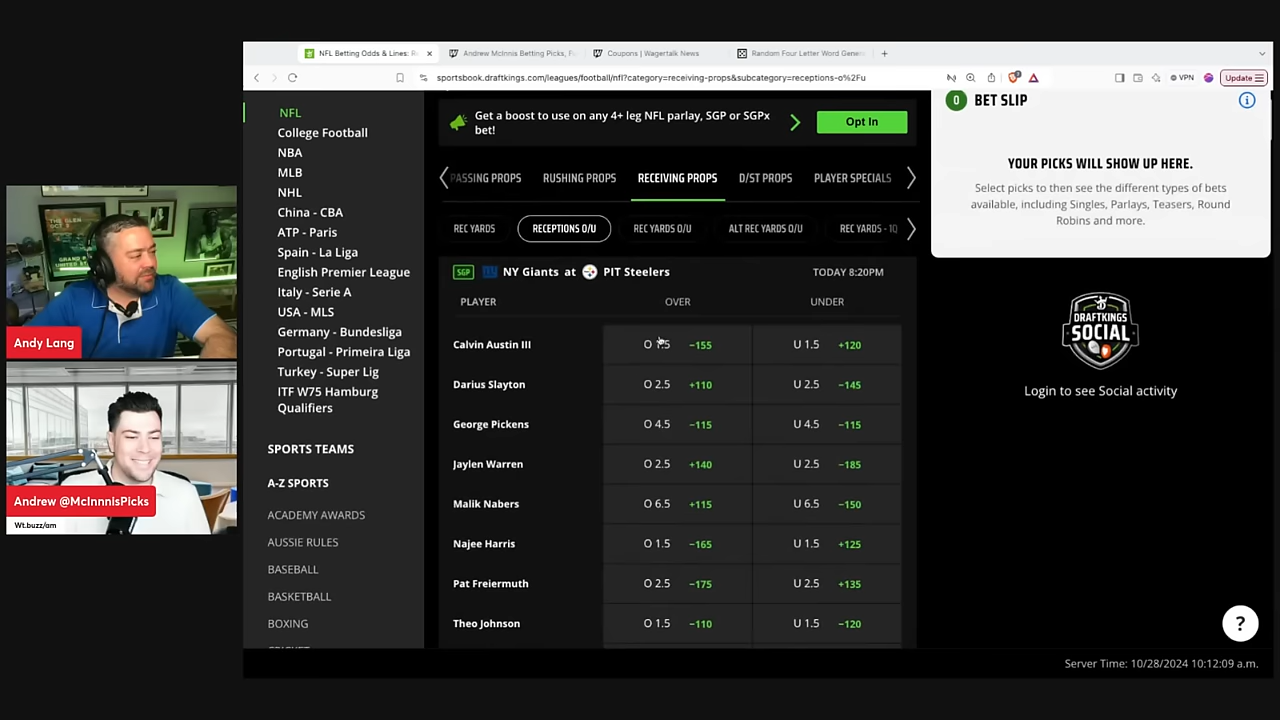 NFL Betting Odds & Lines: R
Andrew McInnis Betting Picks, F
Coupons | Wagertalk News
Random Four Letter Word Gene
sportsbook.draftkings.com/leagues/football/nfl?category=receiving-props&subcategory=receptions-o%2Fu
VPN
Update
NFL
College Football
NBA
MLB
NHL
China - CBA
ATP - Paris
Spain - La Liga
English Premier League
Italy - Serie A
USA - MLS
Germany - Bundesliga
Portugal - Primeira Liga
Turkey - Super Lig
ITF W75 Hamburg
Qualifiers
SPORTS TEAMS
A-Z SPORTS
ACADEMY AWARDS
AUSSIE RULES
BASEBALL
BASKETBALL
BOXING
Get a boost to use on any 4+ leg NFL parlay, SGP or SGPx
bet!
Opt In
PASSING PROPS RUSHING PROPS RECEIVING PROPS D/ST PROPS PLAYER SPECIALS
REC YARDS RECEPTIONS O/U REC YARDS O/U ALT REC YARDS O/U REC YARDS - 1Q
SGP NY Giants at PIT Steelers TODAY 8:20PM
PLAYER OVER UNDER
Calvin Austin III O 1.5 −155 U 1.5 +120
Darius Slayton O 2.5 +110 U 2.5 −145
George Pickens O 4.5 −115 U 4.5 −115
Jaylen Warren O 2.5 +140 U 2.5 −185
Malik Nabers O 6.5 +115 U 6.5 −150
Najee Harris O 1.5 −165 U 1.5 +125
Pat Freiermuth O 2.5 −175 U 2.5 +135
Theo Johnson O 1.5 −110 U 1.5 −120
0 BET SLIP
YOUR PICKS WILL SHOW UP HERE.
Select picks to then see the different types of bets
available, including Singles, Parlays, Teasers, Round
Robins and more.
DRAFTKINGS
SOCIAL
Login to see Social activity
?
Server Time: 10/28/2024 10:12:09 a.m.
Andy Lang
Andrew @McInnnisPicks
Wt.buzz/am